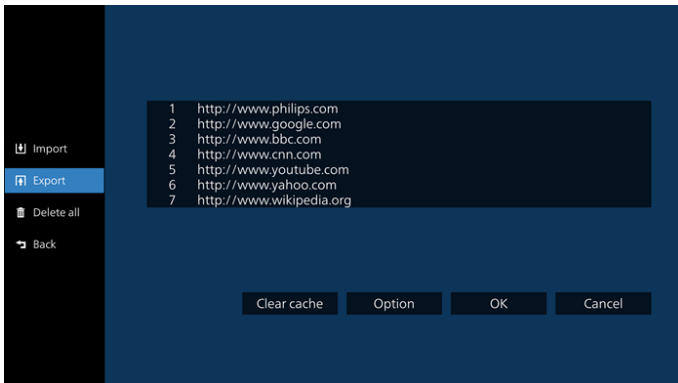 Import
Export
Delete all
Back
1 http://www.philips.com
2 http://www.google.com
3 http://www.bbc.com
4 http://www.cnn.com
5 http://www.youtube.com
6 http://www.yahoo.com
7 http://www.wikipedia.org
Clear cache Option OK Cancel